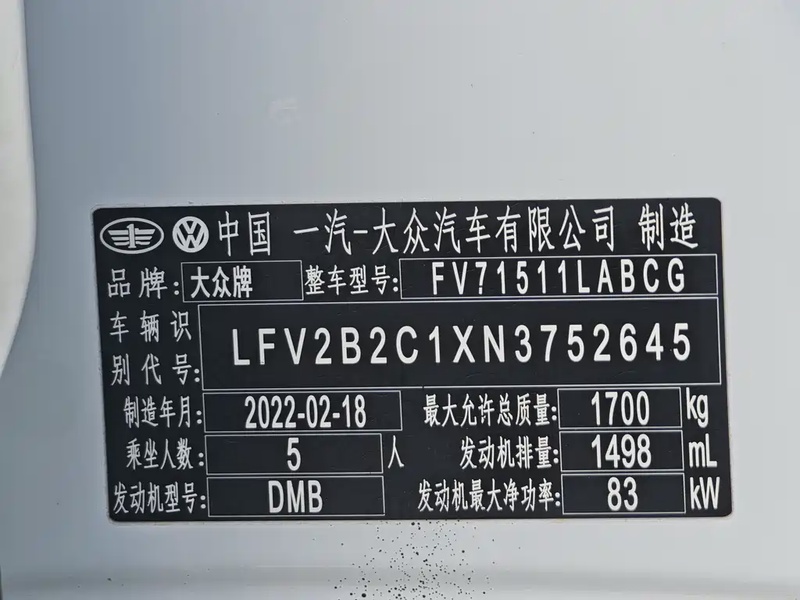 中国 一汽-大众汽车有限公司 制造
品牌: 大众牌 整车型号: FV71511LABCG
车辆识别代号: LFV2B2C1XN3752645
制造年月: 2022-02-18 最大允许总质量: 1700 kg
乘坐人数: 5 人 发动机排量: 1498 mL
发动机型号: DMB 发动机最大净功率: 83 kW